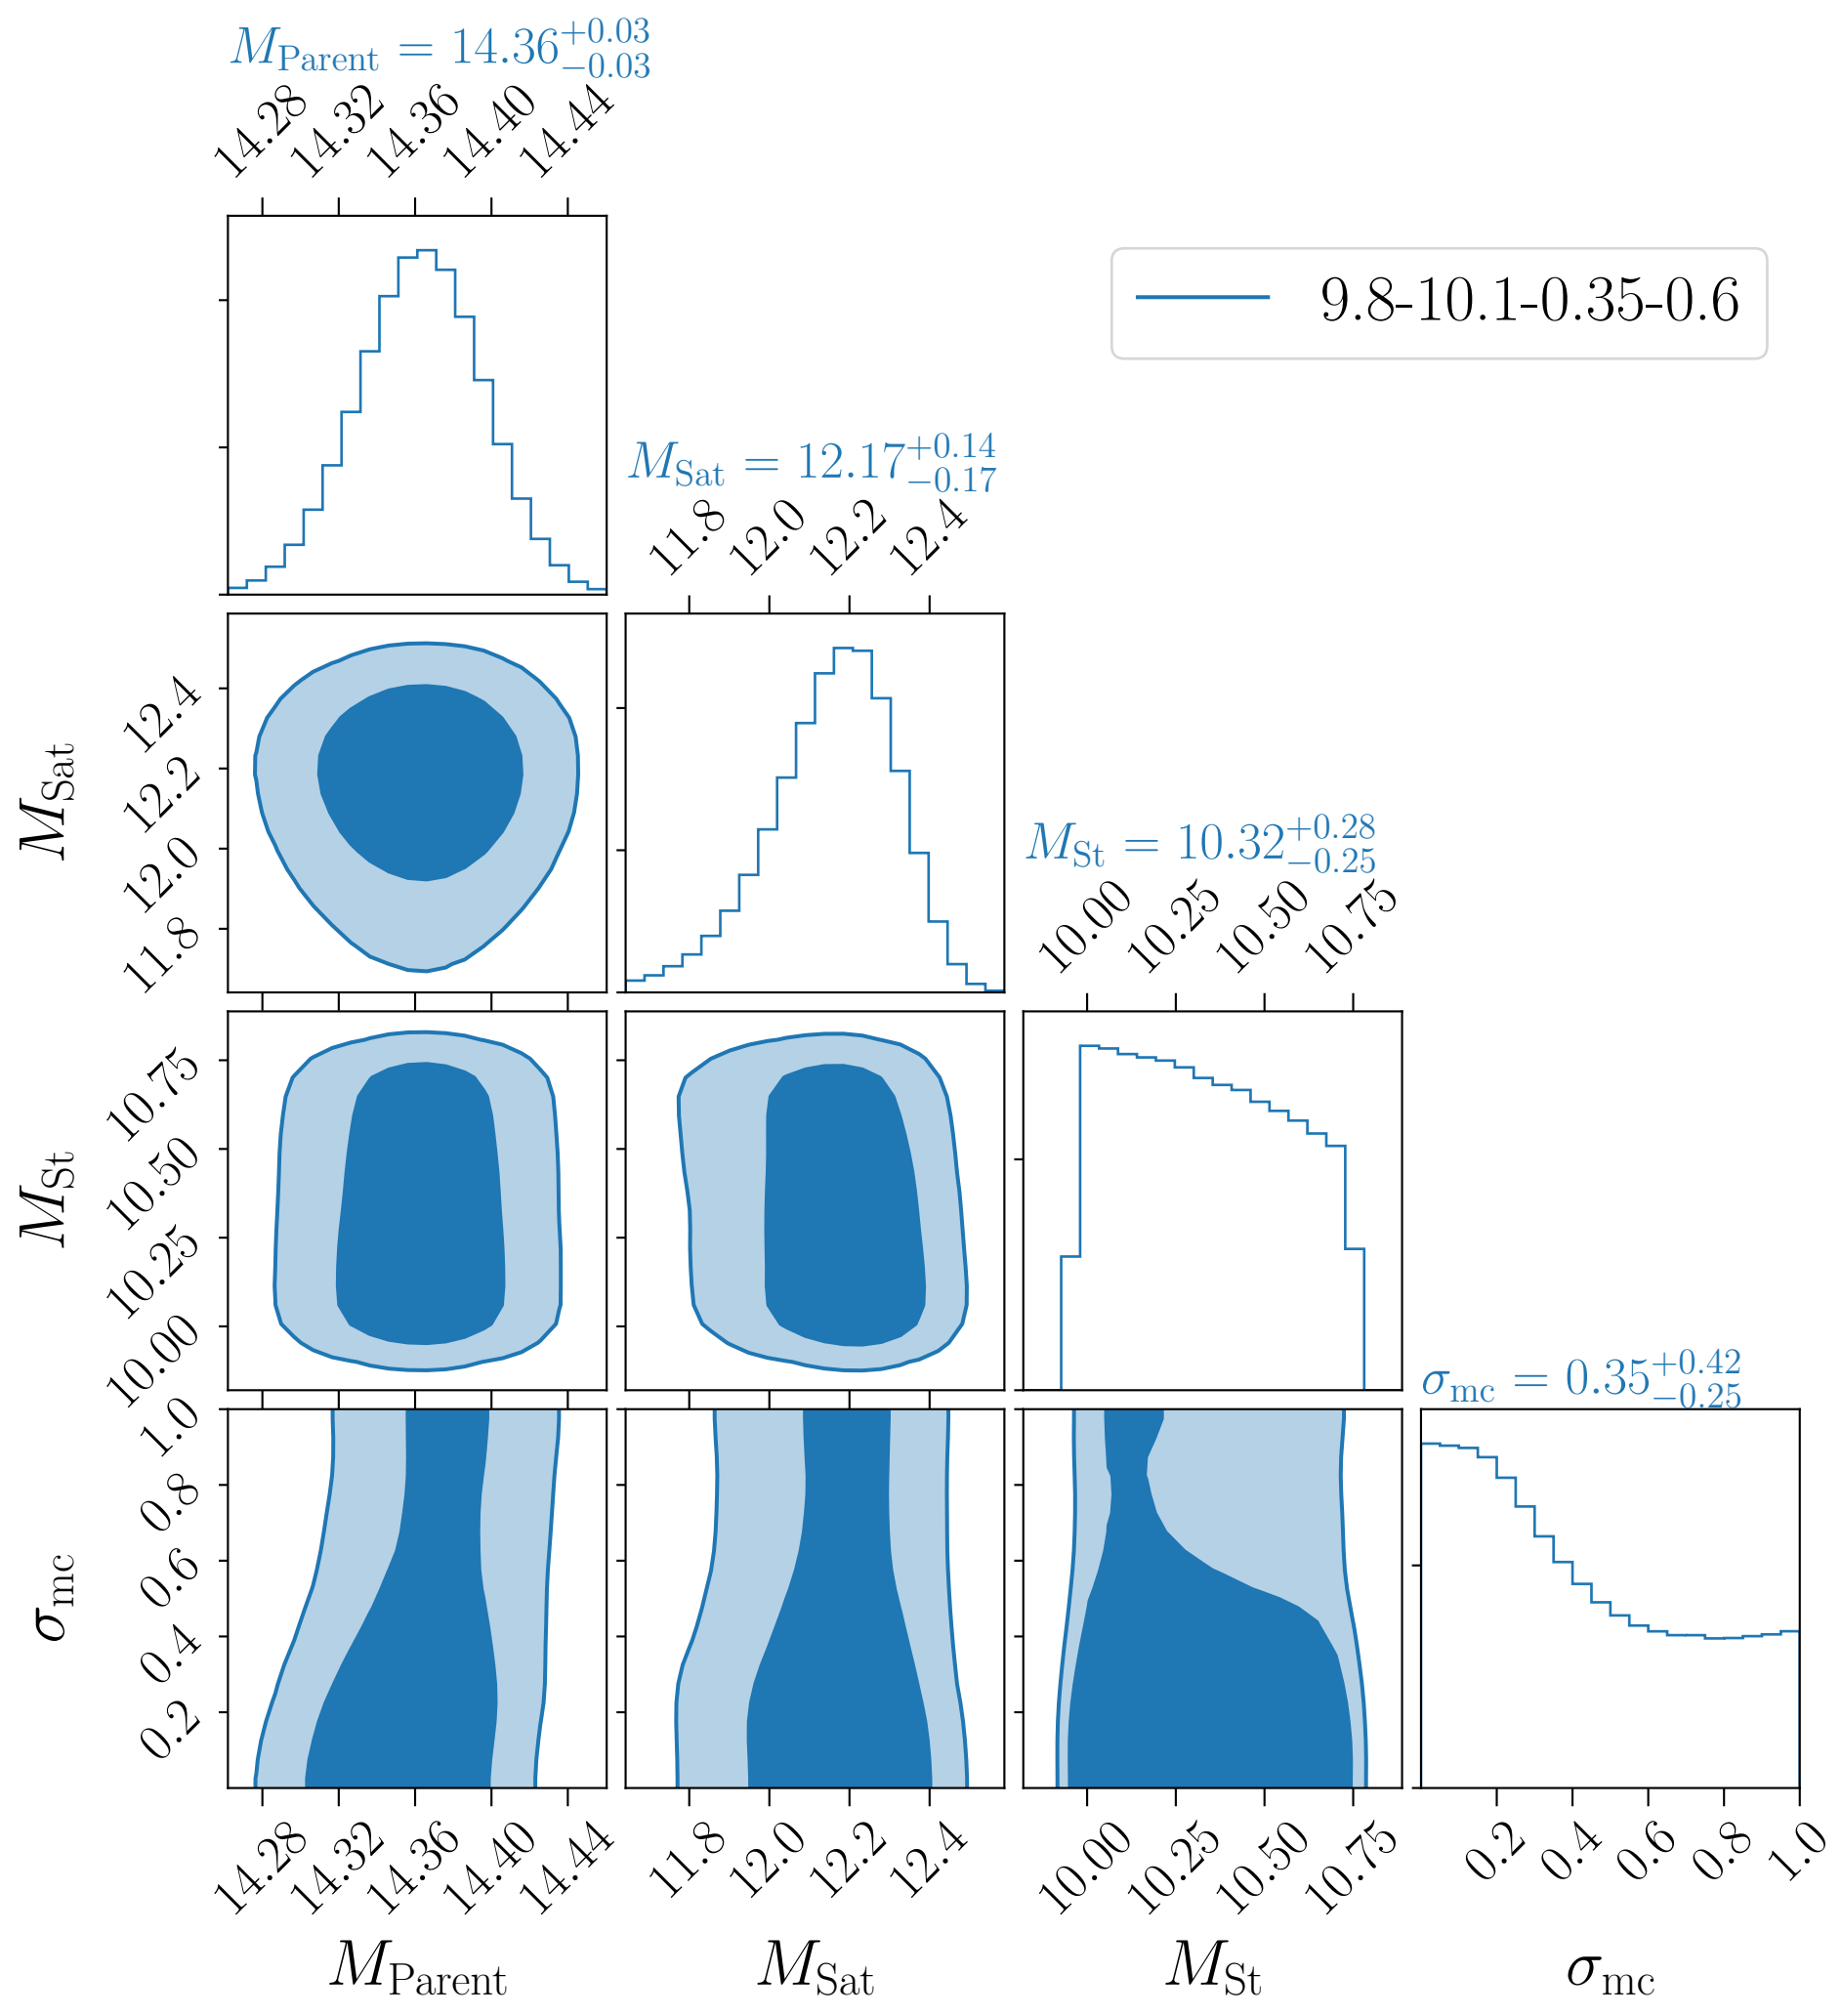 M_Parent = 14.36^{+0.03}_{-0.03}
14.28 14.32 14.36 14.40 14.44
9.8-10.1-0.35-0.6
M_Sat = 12.17^{+0.14}_{-0.17}
11.8 12.0 12.2 12.4
M_Sat
12.4
12.2
12.0
11.8
M_St = 10.32^{+0.28}_{-0.25}
10.00 10.25 10.50 10.75
M_St
10.75
10.50
10.25
10.00
σ_mc = 0.35^{+0.42}_{-0.25}
σ_mc
1.0
0.8
0.6
0.4
0.2
14.28 14.32 14.36 14.40 14.44
11.8 12.0 12.2 12.4
10.00 10.25 10.50 10.75
0.2 0.4 0.6 0.8 1.0
M_Parent
M_Sat
M_St
σ_mc